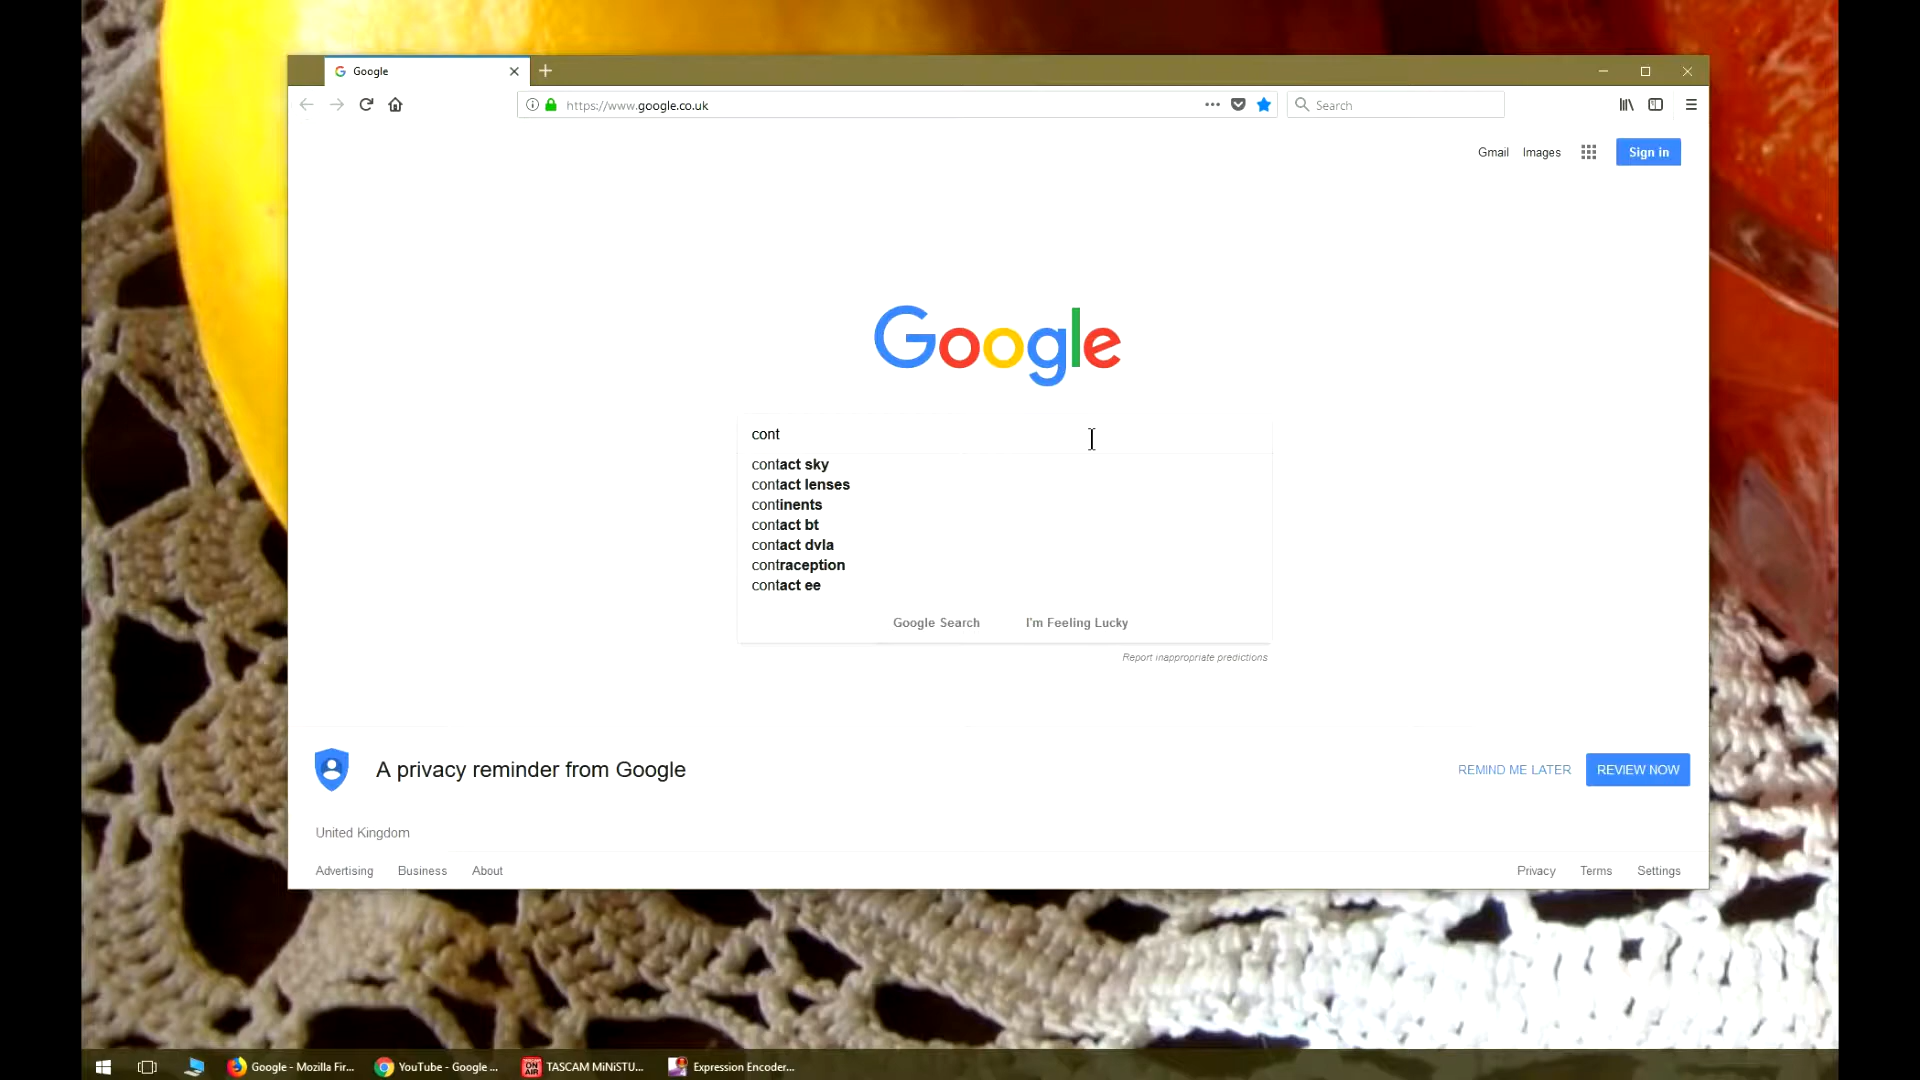 Google
https://www.google.co.uk
Search
Gmail Images Sign in
Google
cont
contact sky
contact lenses
continents
contact bt
contact dvla
contraception
contact ee
Google Search I'm Feeling Lucky
Report inappropriate predictions
A privacy reminder from Google REMIND ME LATER REVIEW NOW
United Kingdom
Advertising Business About Privacy Terms Settings
Google - Mozilla Fir... YouTube - Google ... TASCAM MiNiSTU... Expression Encoder...